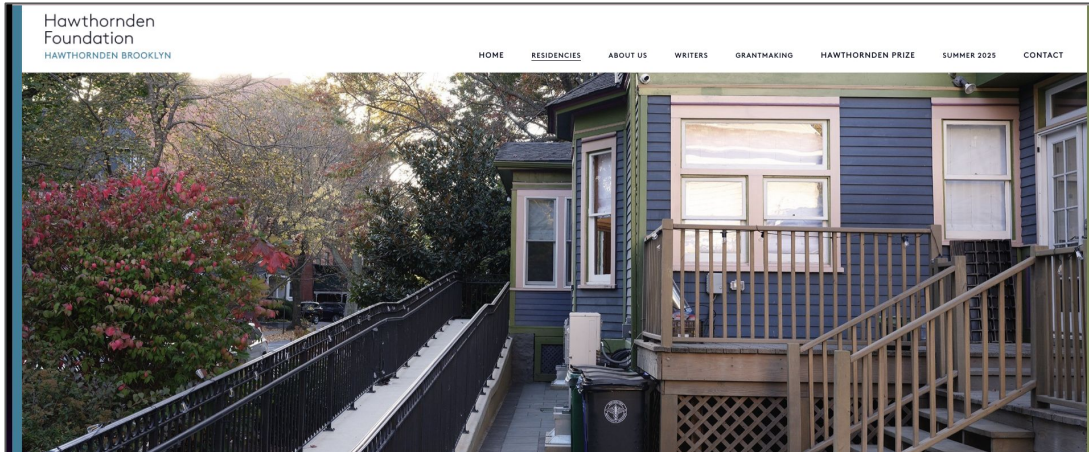 Hawthornden
Foundation
HAWTHORNDEN BROOKLYN
HOME RESIDENCIES ABOUT US WRITERS GRANTMAKING HAWTHORNDEN PRIZE SUMMER 2025 CONTACT